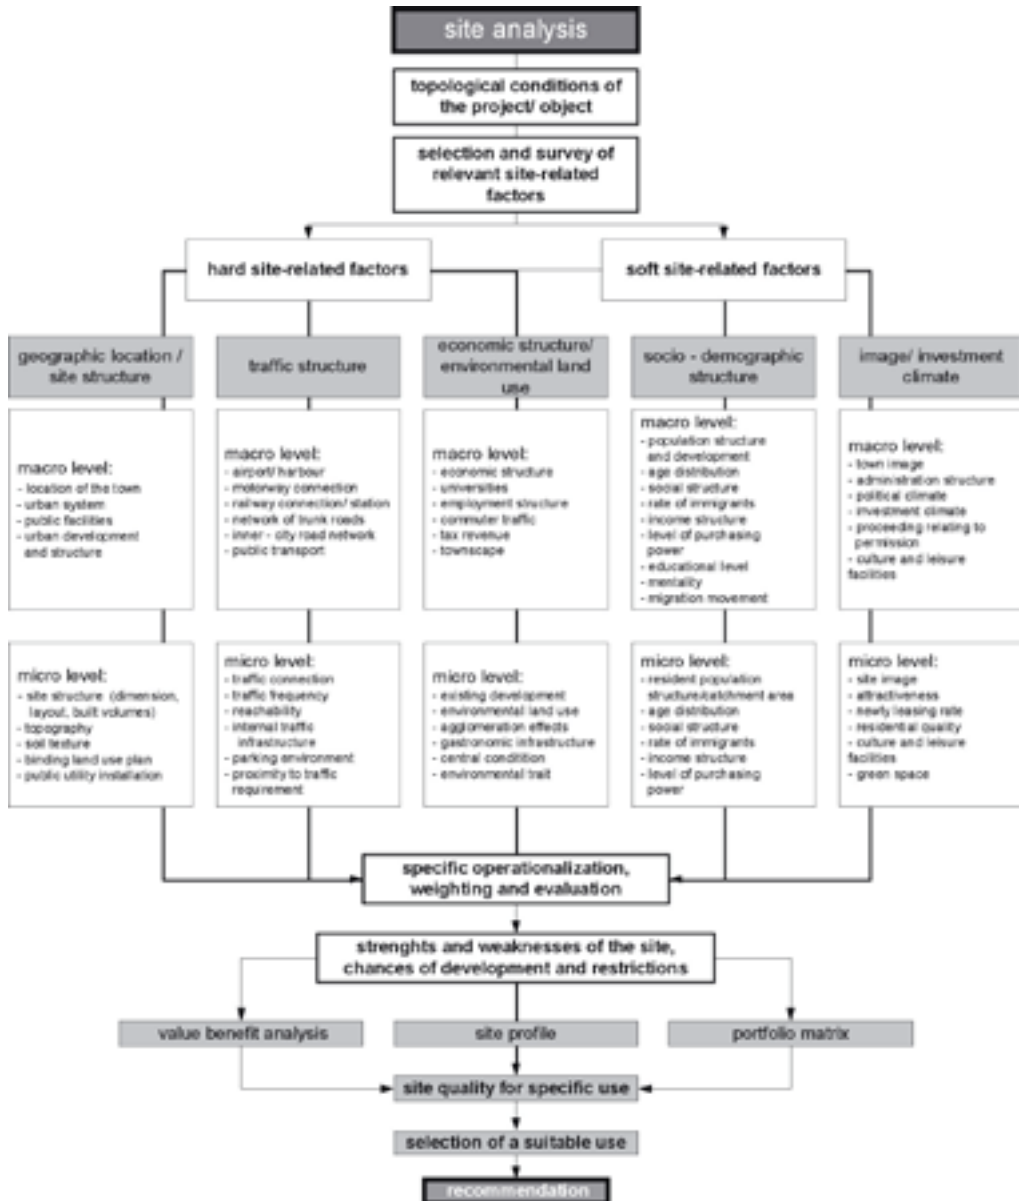 site analysis
topological conditions of
the project/ object
selection and survey of
relevant site-related
factors
hard site-related factors
soft site-related factors
geographic location /
site structure
traffic structure
economic structure/
environmental land
use
socio - demographic
structure
image/ investment
climate
macro level:
- location of the town
- urban system
- public facilities
- urban development
and structure
macro level:
- airport/ harbour
- motorway connection
- railway connection/ station
- network of trunk roads
- inner - city road network
- public transport
macro level:
- economic structure
- universities
- employment structure
- commuter traffic
- tax revenue
- townscape
macro level:
- population structure
and development
- age distribution
- social structure
- rate of immigrants
- income structure
- level of purchasing
power
- educational level
- mentality
- migration movement
macro level:
- town image
- administration structure
- political climate
- investment climate
- proceeding relating to
permission
- culture and leisure
facilities
micro level:
- site structure (dimension,
layout, built volumes)
- topography
- soil texture
- binding land use plan
- public utility installation
micro level:
- traffic connection
- traffic frequency
- reachability
- internal traffic
infrastructure
- parking environment
- proximity to traffic
requirement
micro level:
- existing development
- environmental land use
- agglomeration effects
- gastronomic infrastructure
- central condition
- environmental trait
micro level:
- resident population
structure/catchment area
- age distribution
- social structure
- rate of immigrants
- income structure
- level of purchasing
power
micro level:
- site image
- attractiveness
- newly leasing rate
- residential quality
- culture and leisure
facilities
- green space
specific operationalization,
weighting and evaluation
strenghts and weaknesses of the site,
chances of development and restrictions
value benefit analysis
site profile
portfolio matrix
site quality for specific use
selection of a suitable use
recommendation